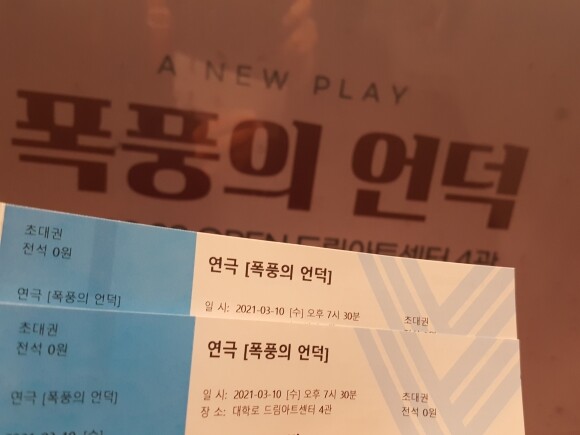 A NEW PLAY
폭풍의 언덕
OPEN 드림아트센터 4관
초대권
전석 0원
연극 [폭풍의 언덕]
연극 [폭풍의 언덕]
일 시: 2021-03-10 [수] 오후 7시 30분
초대권
초대권
전석 0원
연극 [폭풍의 언덕]
연극 [폭풍의 언덕]
일 시: 2021-03-10 [수] 오후 7시 30분
장 소: 대학로 드림아트센터 4관
초대권
전석 0원